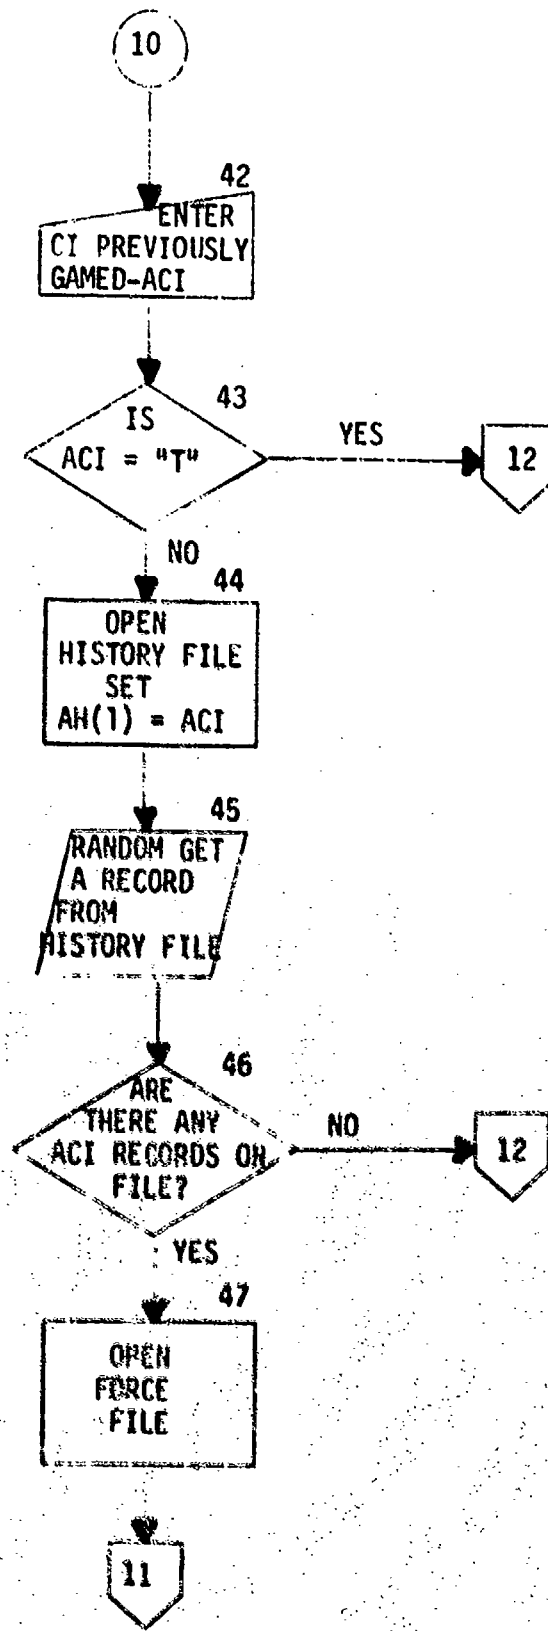 10
42
ENTER
CI PREVIOUSLY
GAMED-ACI
43
IS
ACI = "T"
YES
12
NO
44
OPEN
HISTORY FILE
SET
AH(1) = ACI
45
RANDOM GET
A RECORD
FROM
HISTORY FILE
46
ARE
THERE ANY
ACI RECORDS ON
FILE?
NO
12
YES
47
OPEN
FORCE
FILE
11